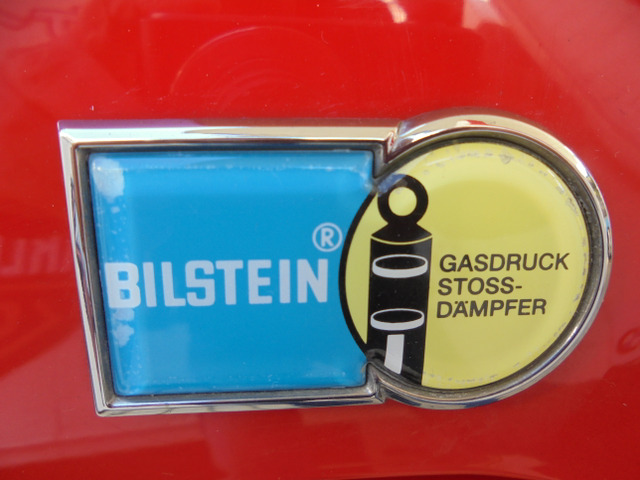 BILSTEIN®
GASDRUCK
STOSS-
DÄMPFER